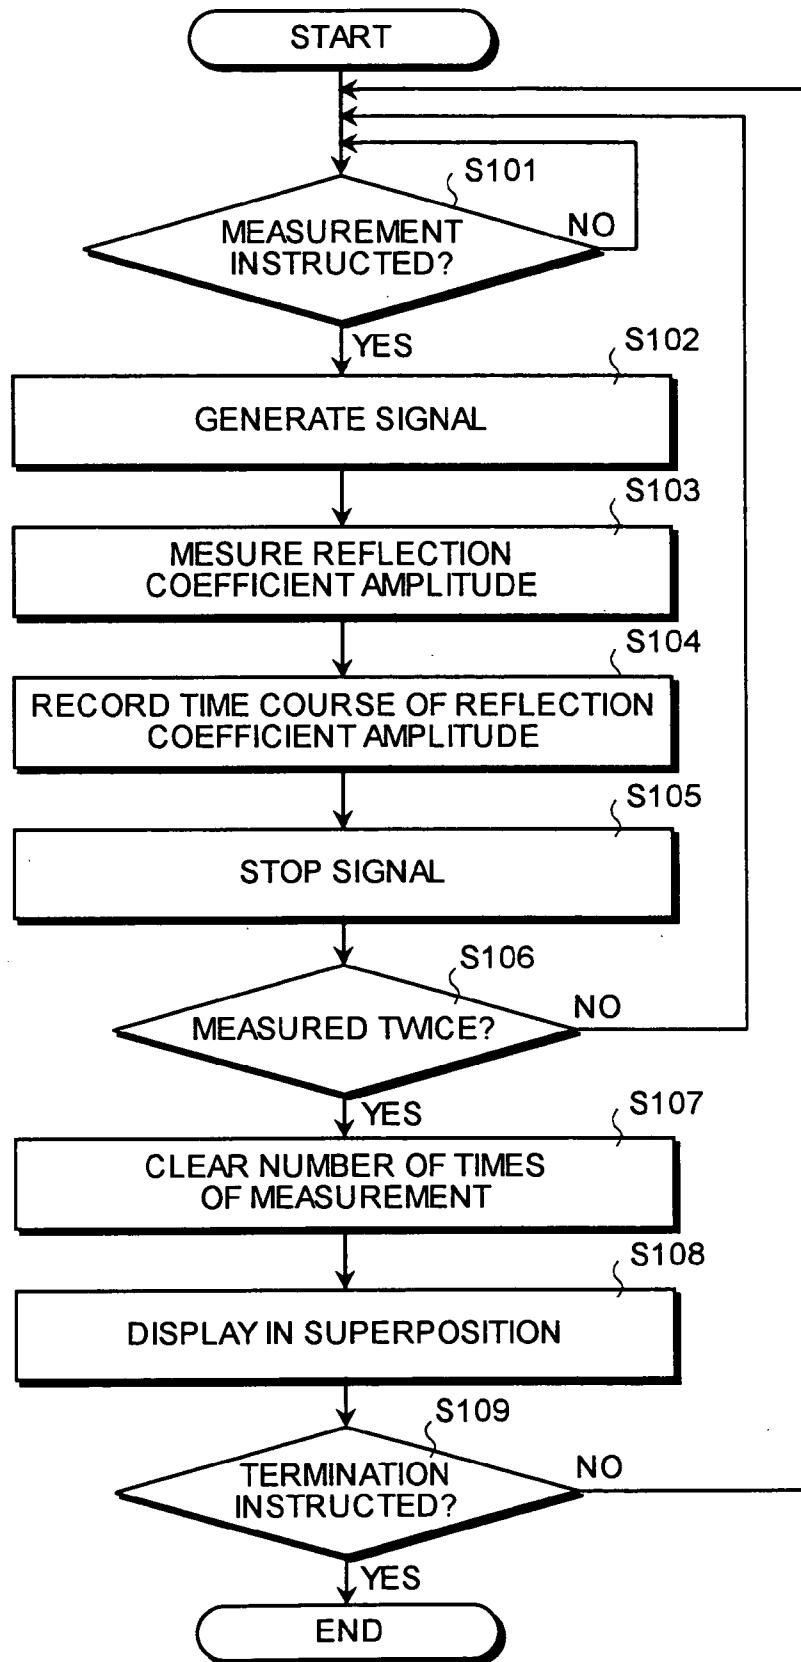 START
S101
MEASUREMENT
INSTRUCTED?
NO
YES
S102
GENERATE SIGNAL
S103
MESURE REFLECTION
COEFFICIENT AMPLITUDE
S104
RECORD TIME COURSE OF REFLECTION
COEFFICIENT AMPLITUDE
S105
STOP SIGNAL
S106
MEASURED TWICE?
NO
YES
S107
CLEAR NUMBER OF TIMES
OF MEASUREMENT
S108
DISPLAY IN SUPERPOSITION
S109
TERMINATION
INSTRUCTED?
NO
YES
END